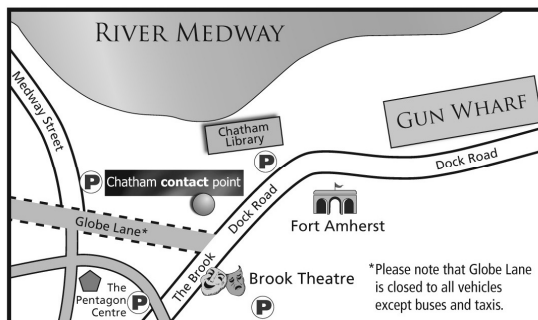 RIVER MEDWAY
Medway Street
GUN WHARF
Chatham
Library
P
Dock Road
P
Chatham contact point
Dock Road
Fort Amherst
Globe Lane*
The Brook
Brook Theatre
*Please note that Globe Lane
is closed to all vehicles
except buses and taxis.
The
Pentagon
Centre
P
P